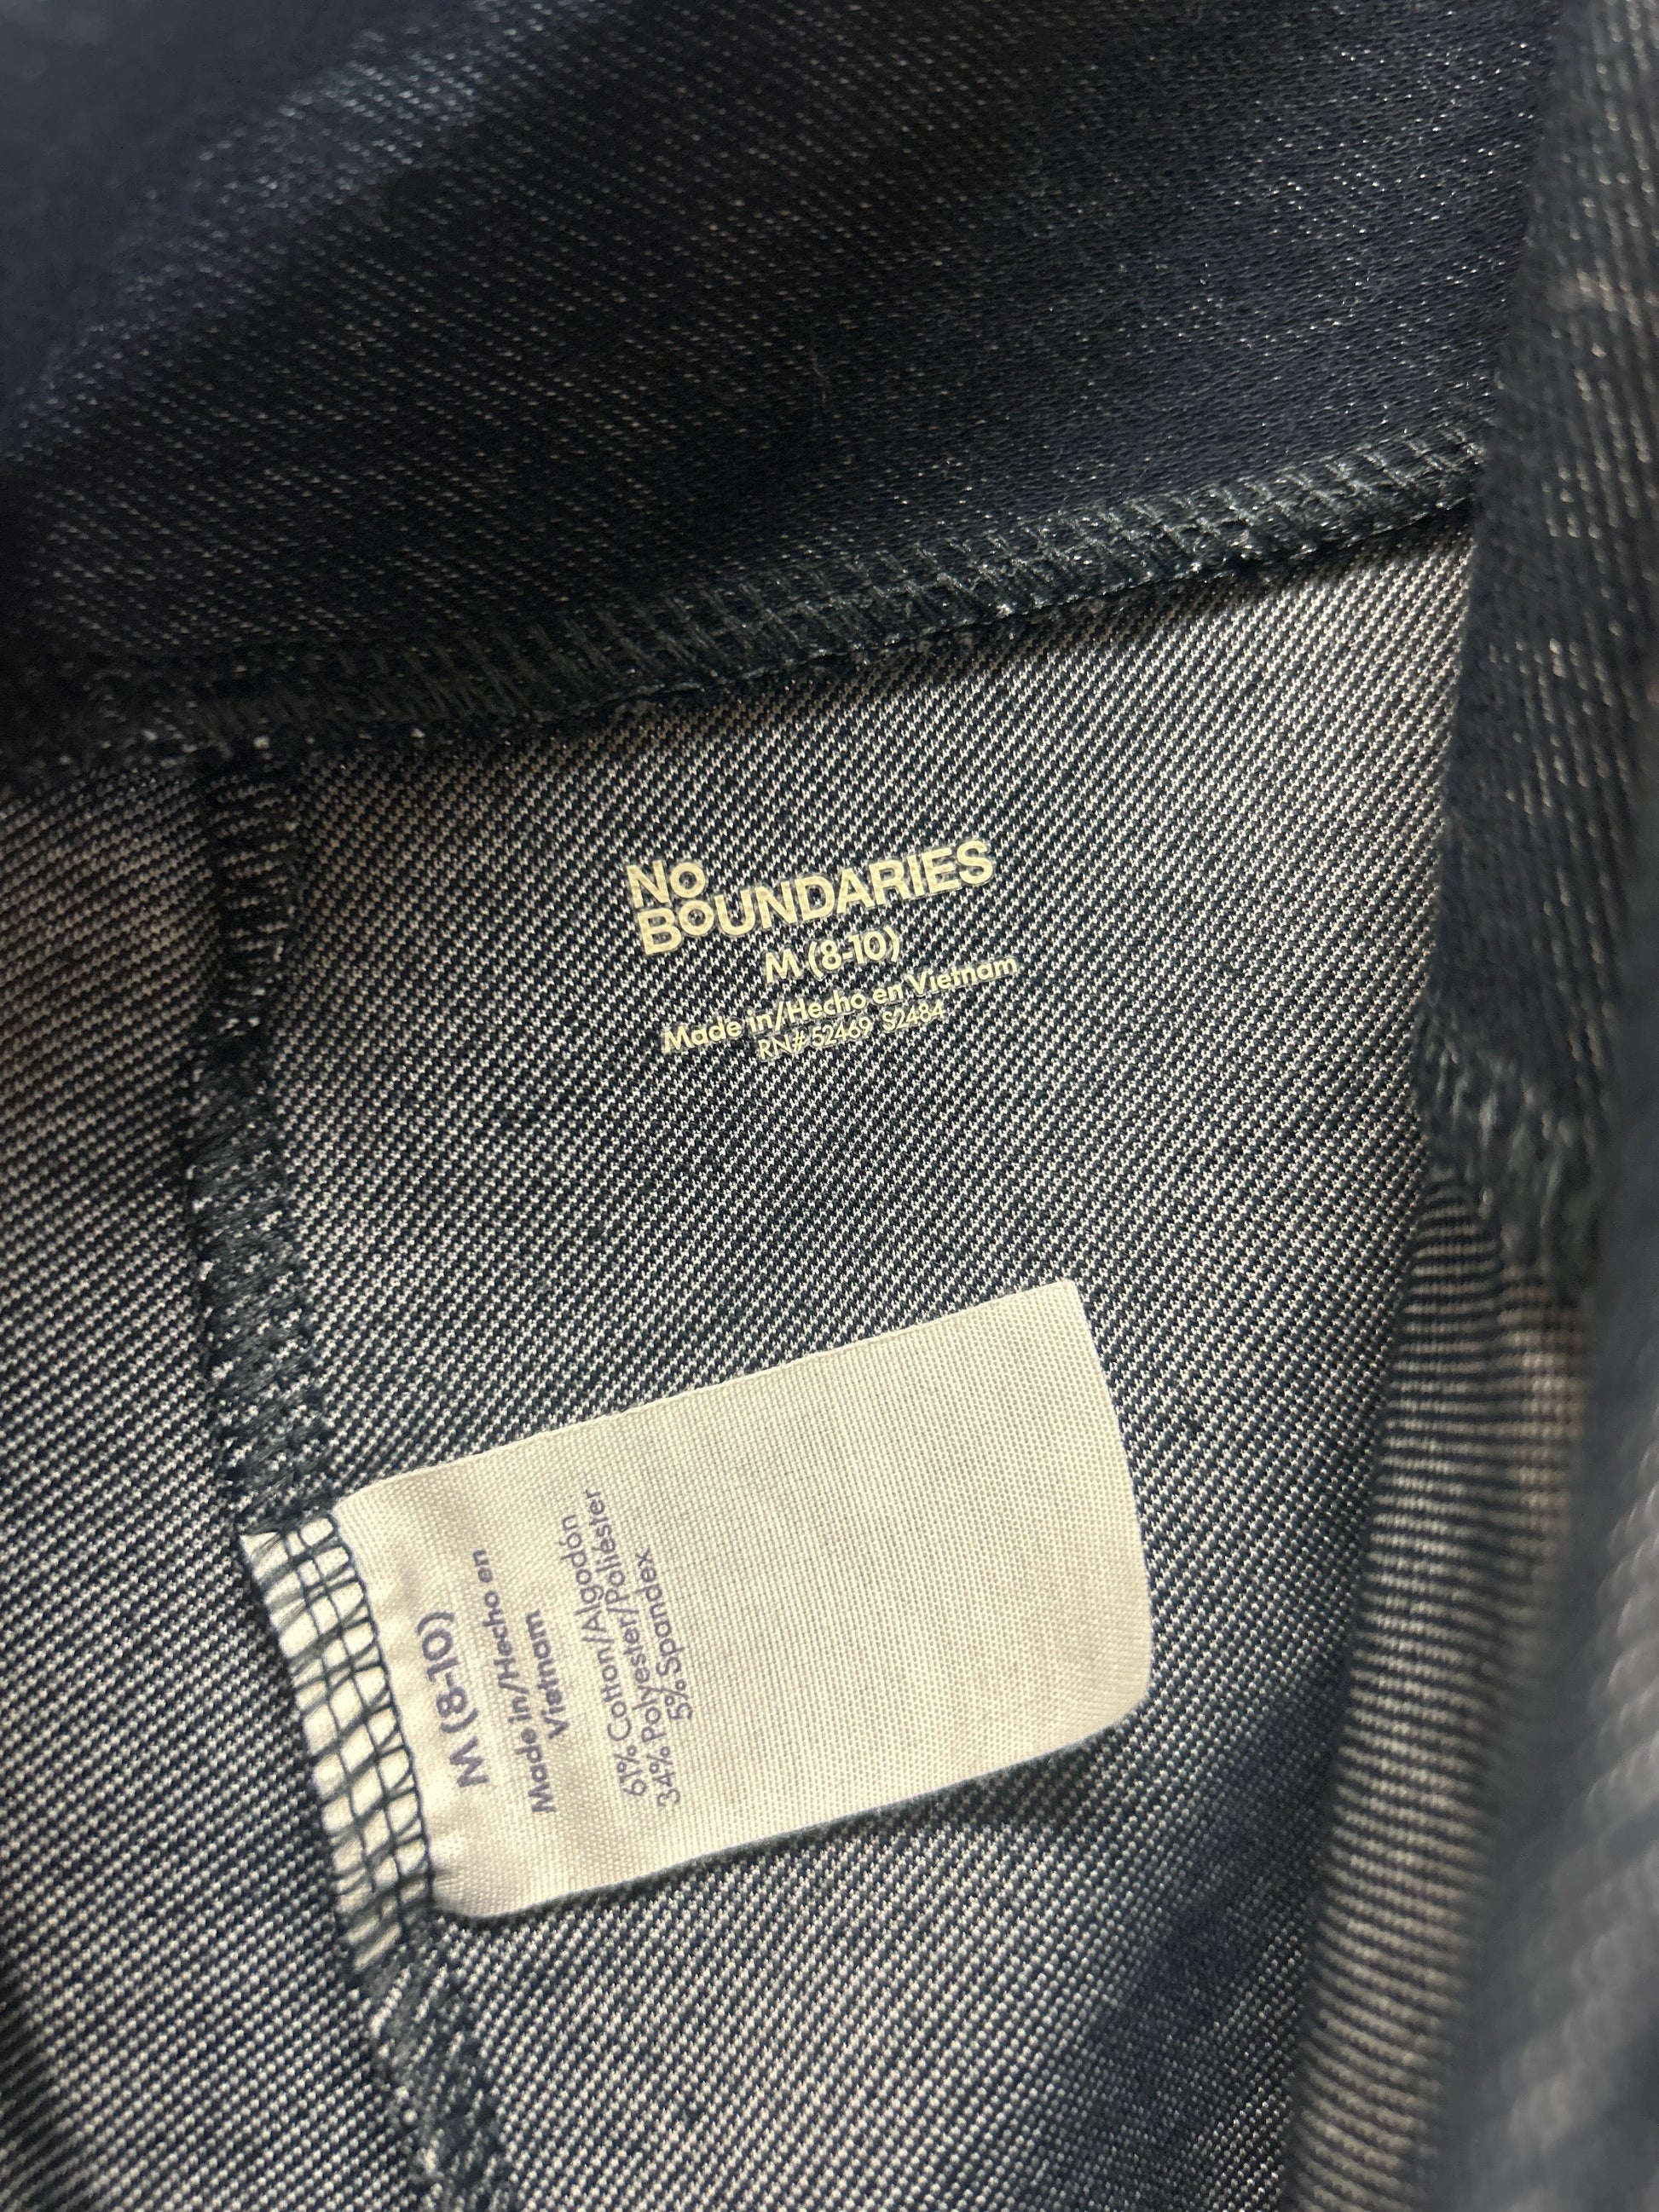 No
BoUNDARIES
M (8-10)
Made in/Hecho en Vietnam
RN# 52469 S2484
M (8-10)
Made in/Hecho en
Vietnam
61% Cotton/Algodón
34% Polyester/Poliéster
5% Spandex